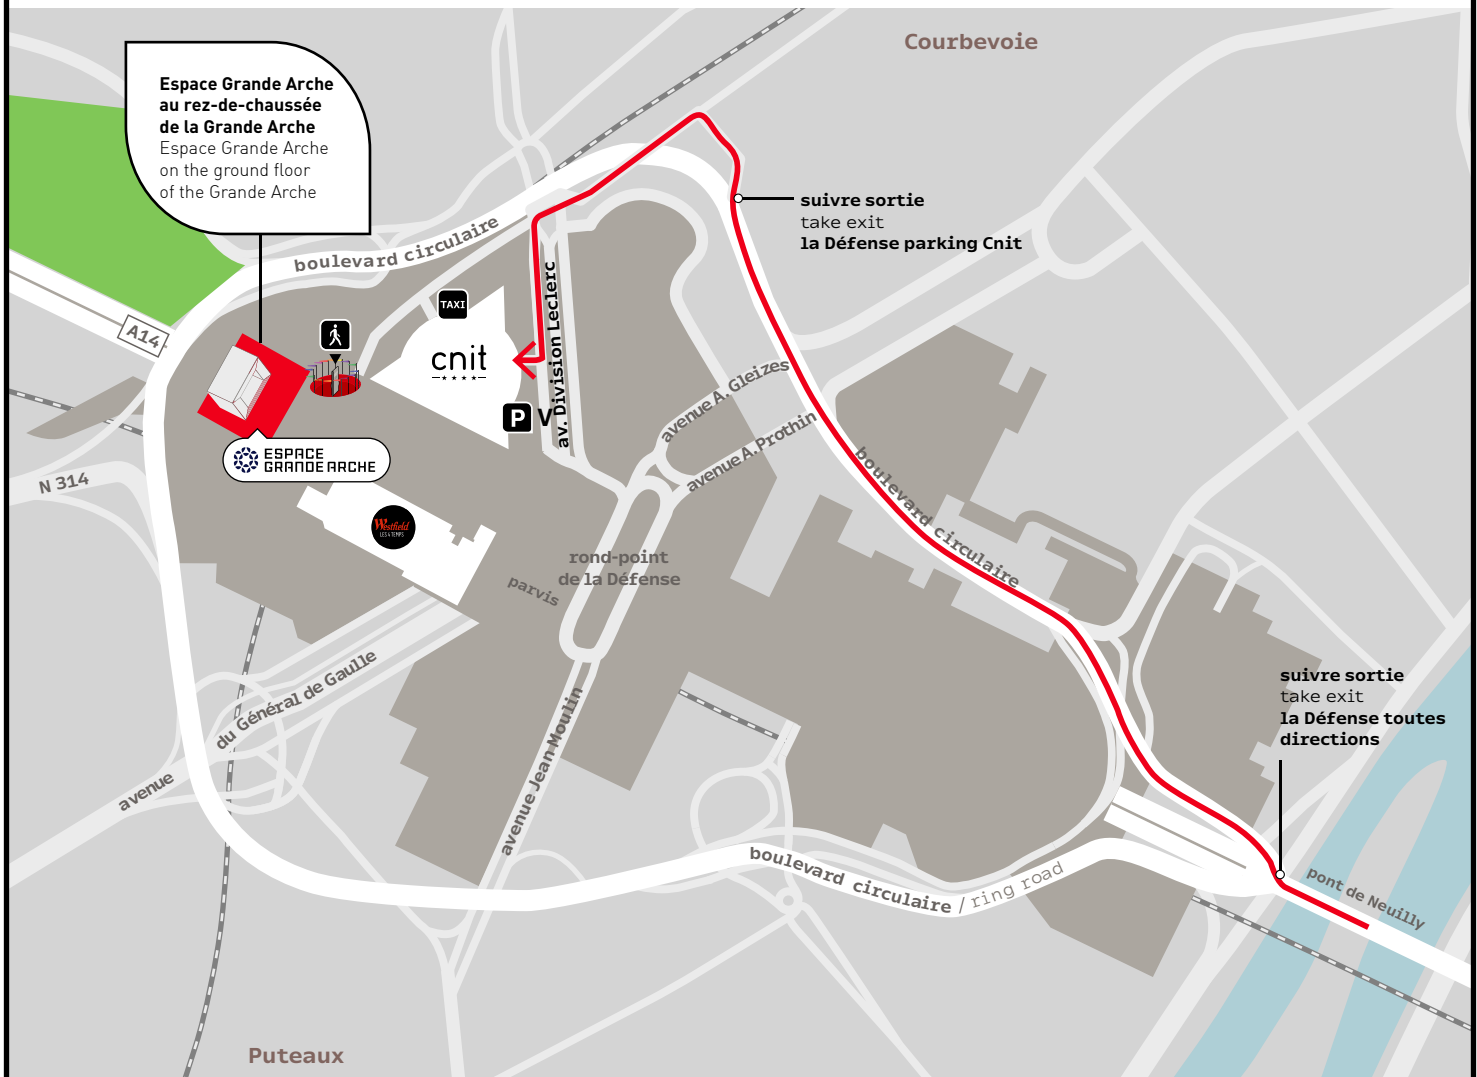 Courbevoie
Espace Grande Arche
au rez-de-chaussée
de la Grande Arche
Espace Grande Arche
on the ground floor
of the Grande Arche
suivre sortie
take exit
la Défense parking Cnit
boulevard circulaire
A14
TAXI
cnit
av. Division Leclerc
P V
avenue A. Gleizes
avenue A. Prothin
ESPACE
GRANDE ARCHE
N 314
Westfield
LES 4 TEMPS
boulevard circulaire
rond-point
de la Défense
parvis
avenue du Général de Gaulle
avenue Jean Moulin
suivre sortie
take exit
la Défense toutes
directions
boulevard circulaire / ring road
pont de Neuilly
Puteaux